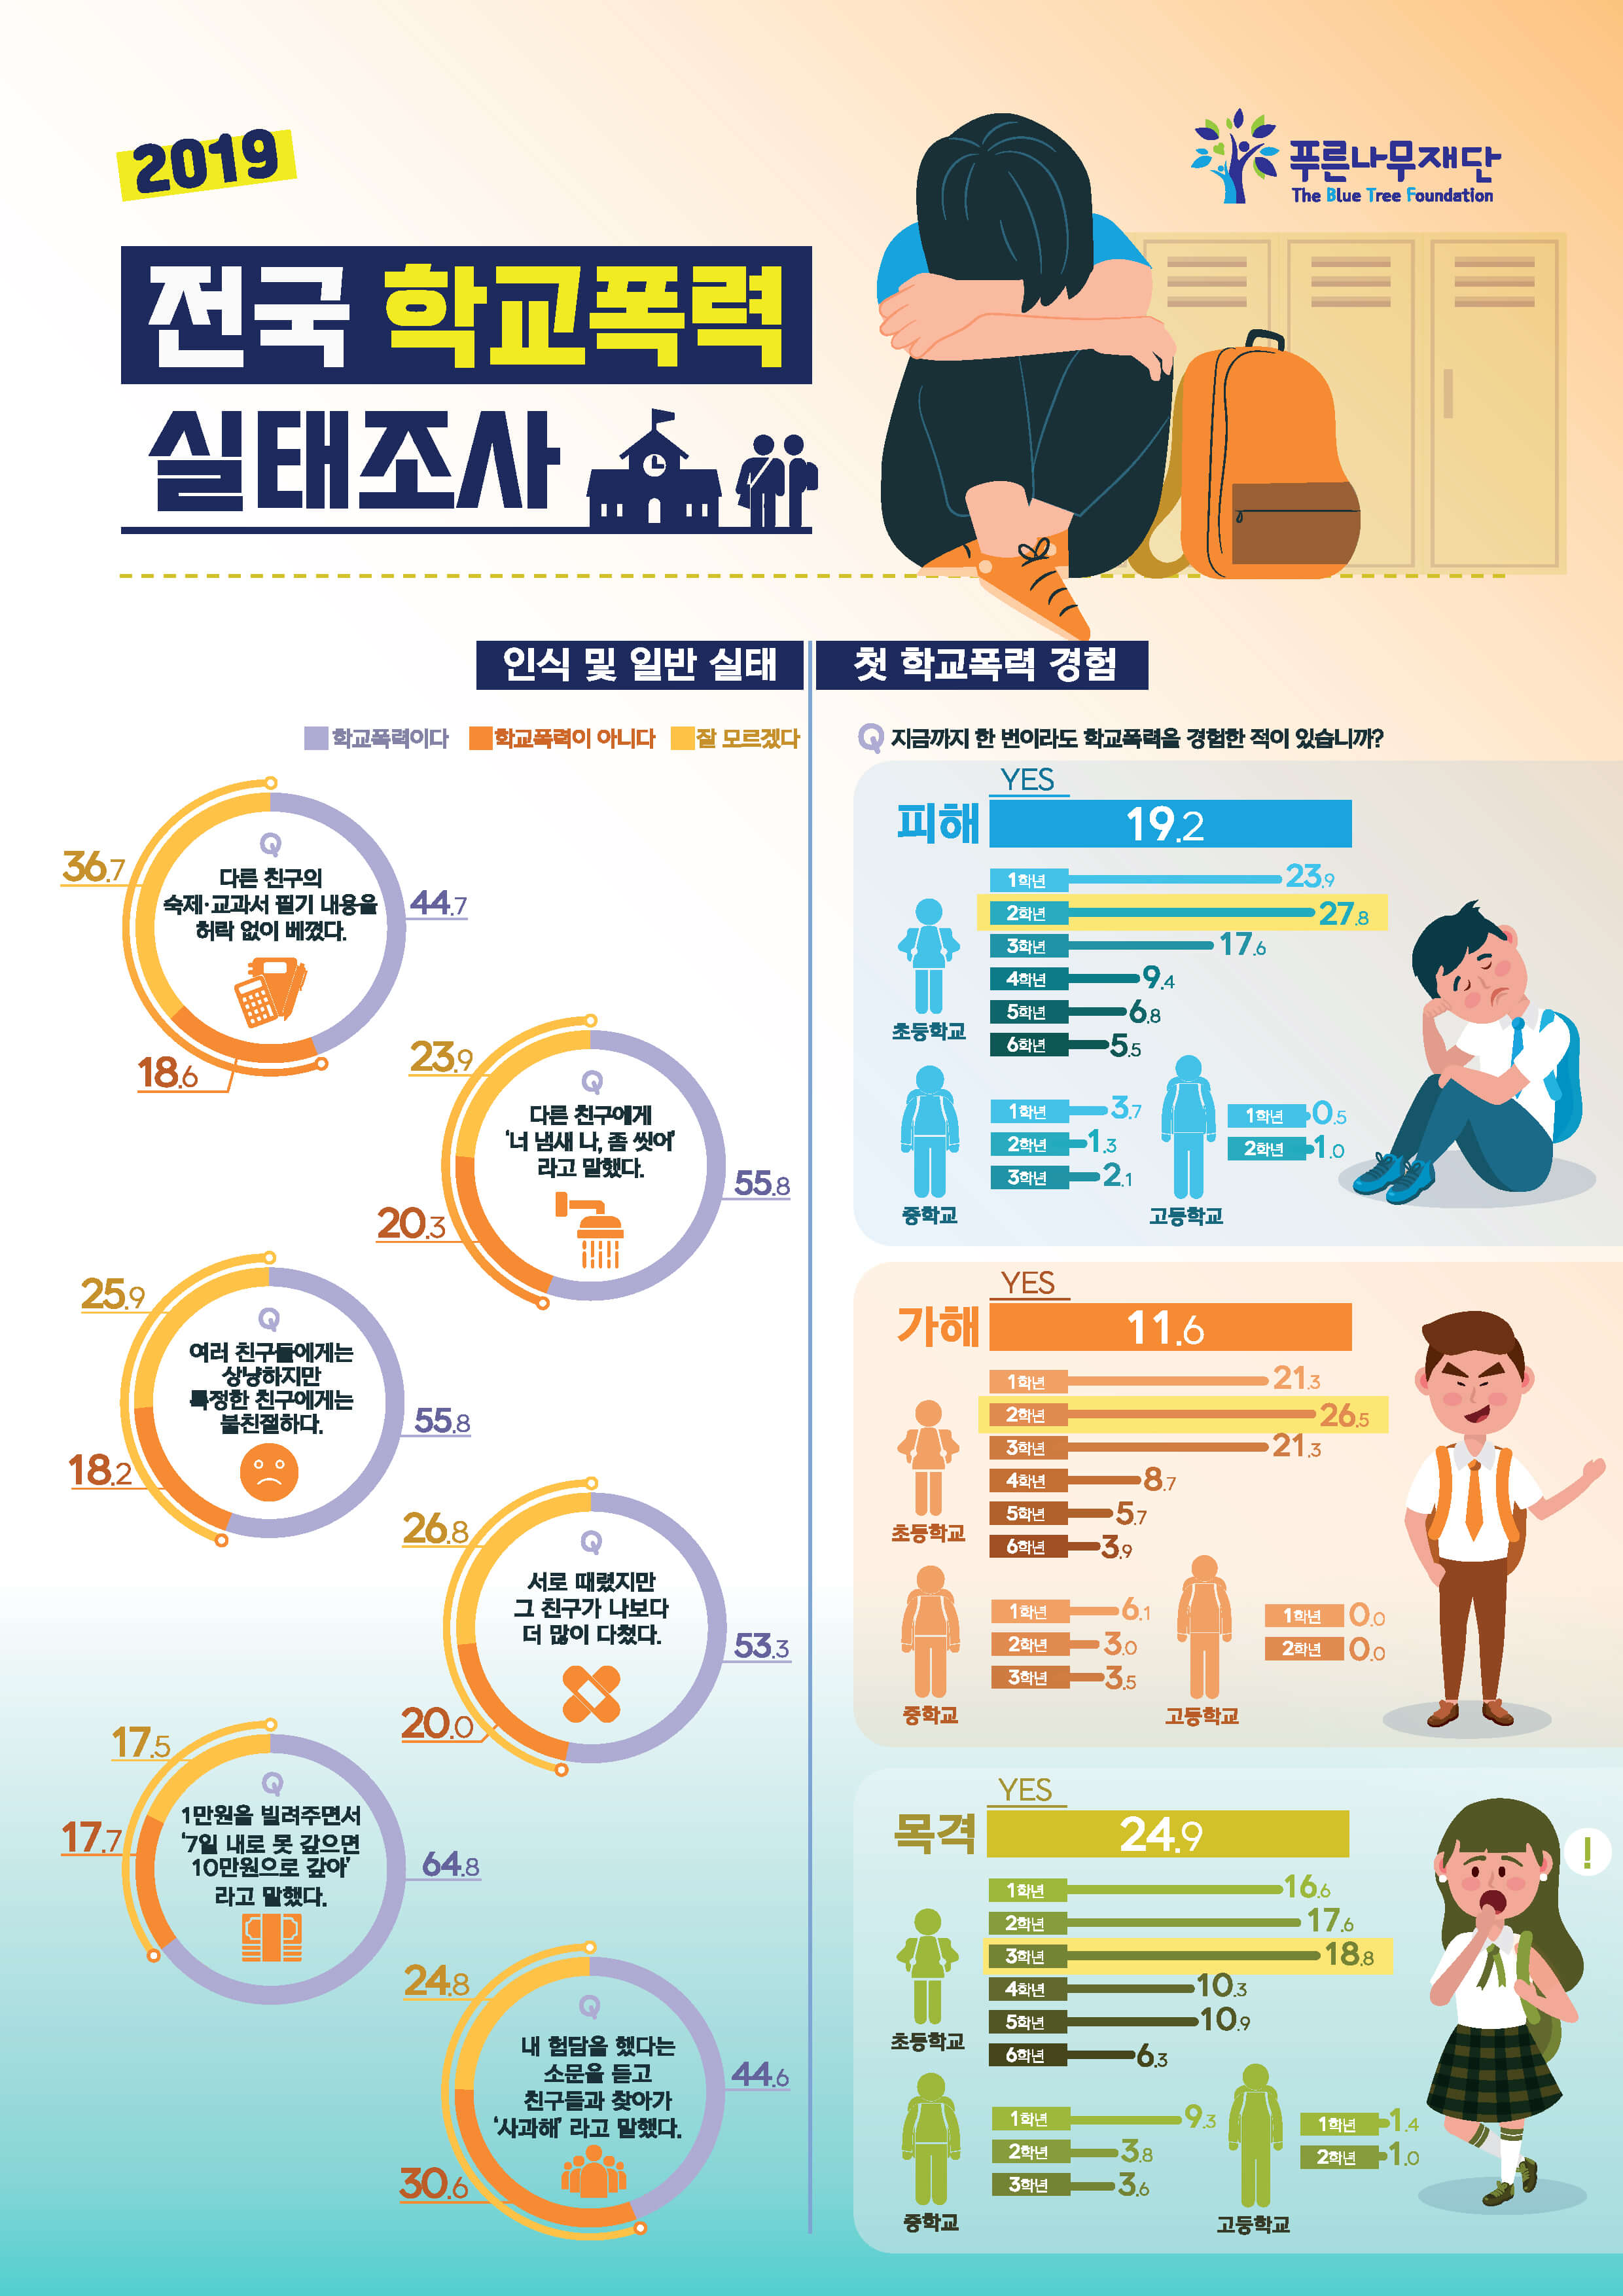 2019
푸른나무재단
The Blue Tree Foundation
전국 학교폭력
실태조사
인식 및 일반 실태
학교폭력이다 학교폭력이 아니다 잘 모르겠다
Q
다른 친구의
숙제·교과서 필기 내용을
허락 없이 베꼈다.
36.7
44.7
18.6
Q
다른 친구에게
'너 냄새 나, 좀 씻어'
라고 말했다.
23.9
55.8
20.3
Q
여러 친구들에게는
상냥하지만
특정한 친구에게는
불친절하다.
25.9
55.8
18.2
Q
서로 때렸지만
그 친구가 나보다
더 많이 다쳤다.
26.8
53.3
20.0
Q
1만원을 빌려주면서
'7일 내로 못 갚으면
10만원으로 갚아'
라고 말했다.
17.5
17.7
64.8
Q
내 험담을 했다는
소문을 듣고
친구들과 찾아가
'사과해' 라고 말했다.
24.8
44.6
30.6
첫 학교폭력 경험
Q 지금까지 한 번이라도 학교폭력을 경험한 적이 있습니까?
YES
피해 19.2
초등학교
1학년 23.9
2학년 27.8
3학년 17.6
4학년 9.4
5학년 6.8
6학년 5.5
중학교
1학년 3.7
2학년 1.3
3학년 2.1
고등학교
1학년 0.5
2학년 1.0
YES
가해 11.6
초등학교
1학년 21.3
2학년 26.5
3학년 21.3
4학년 8.7
5학년 5.7
6학년 3.9
중학교
1학년 6.1
2학년 3.0
3학년 3.5
고등학교
1학년 0.0
2학년 0.0
YES
목격 24.9
초등학교
1학년 16.6
2학년 17.6
3학년 18.8
4학년 10.3
5학년 10.9
6학년 6.3
중학교
1학년 9.3
2학년 3.8
3학년 3.6
고등학교
1학년 1.4
2학년 1.0
!